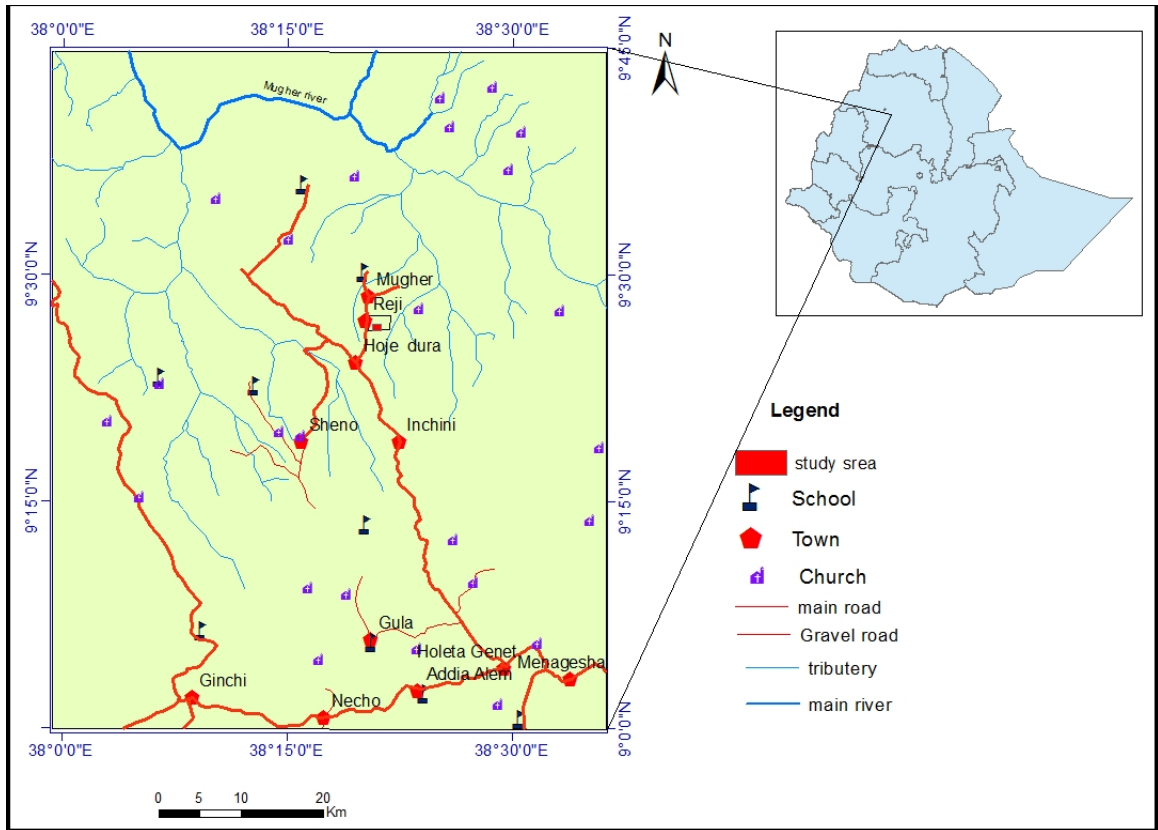 38°0'0"E
38°15'0"E
38°30'0"E
N
9°45'0"N
Mugher river
9°30'0"N
9°30'0"N
Mugher
Reji
Hoje dura
Sheno
Inchini
Legend
study srea
School
Town
Church
main road
Gravel road
tributery
main river
9°15'0"N
9°15'0"N
Gula
Holeta Genet
Menagesha
Addia Alem
Ginchi
Necho
9°0'0"N
38°0'0"E
38°15'0"E
38°30'0"E
0 5 10 20
Km